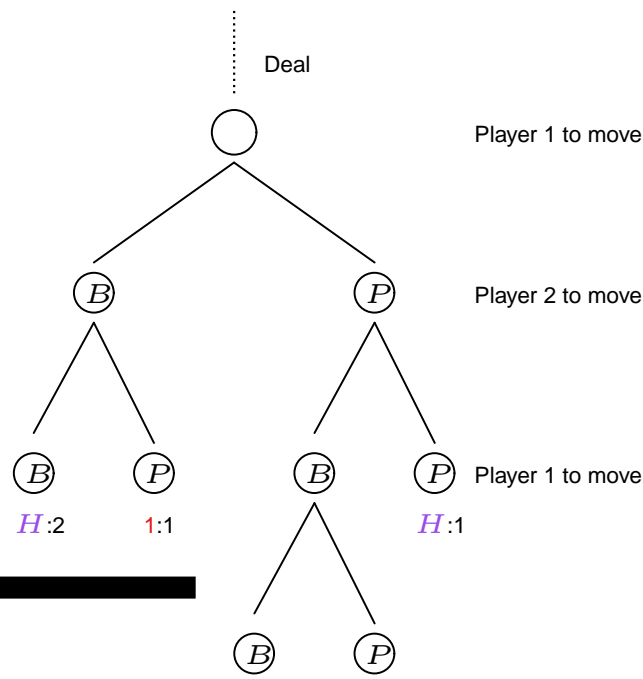 Deal
Player 1 to move
B P Player 2 to move
B P B P Player 1 to move
H:2 1:1 H:1
B P